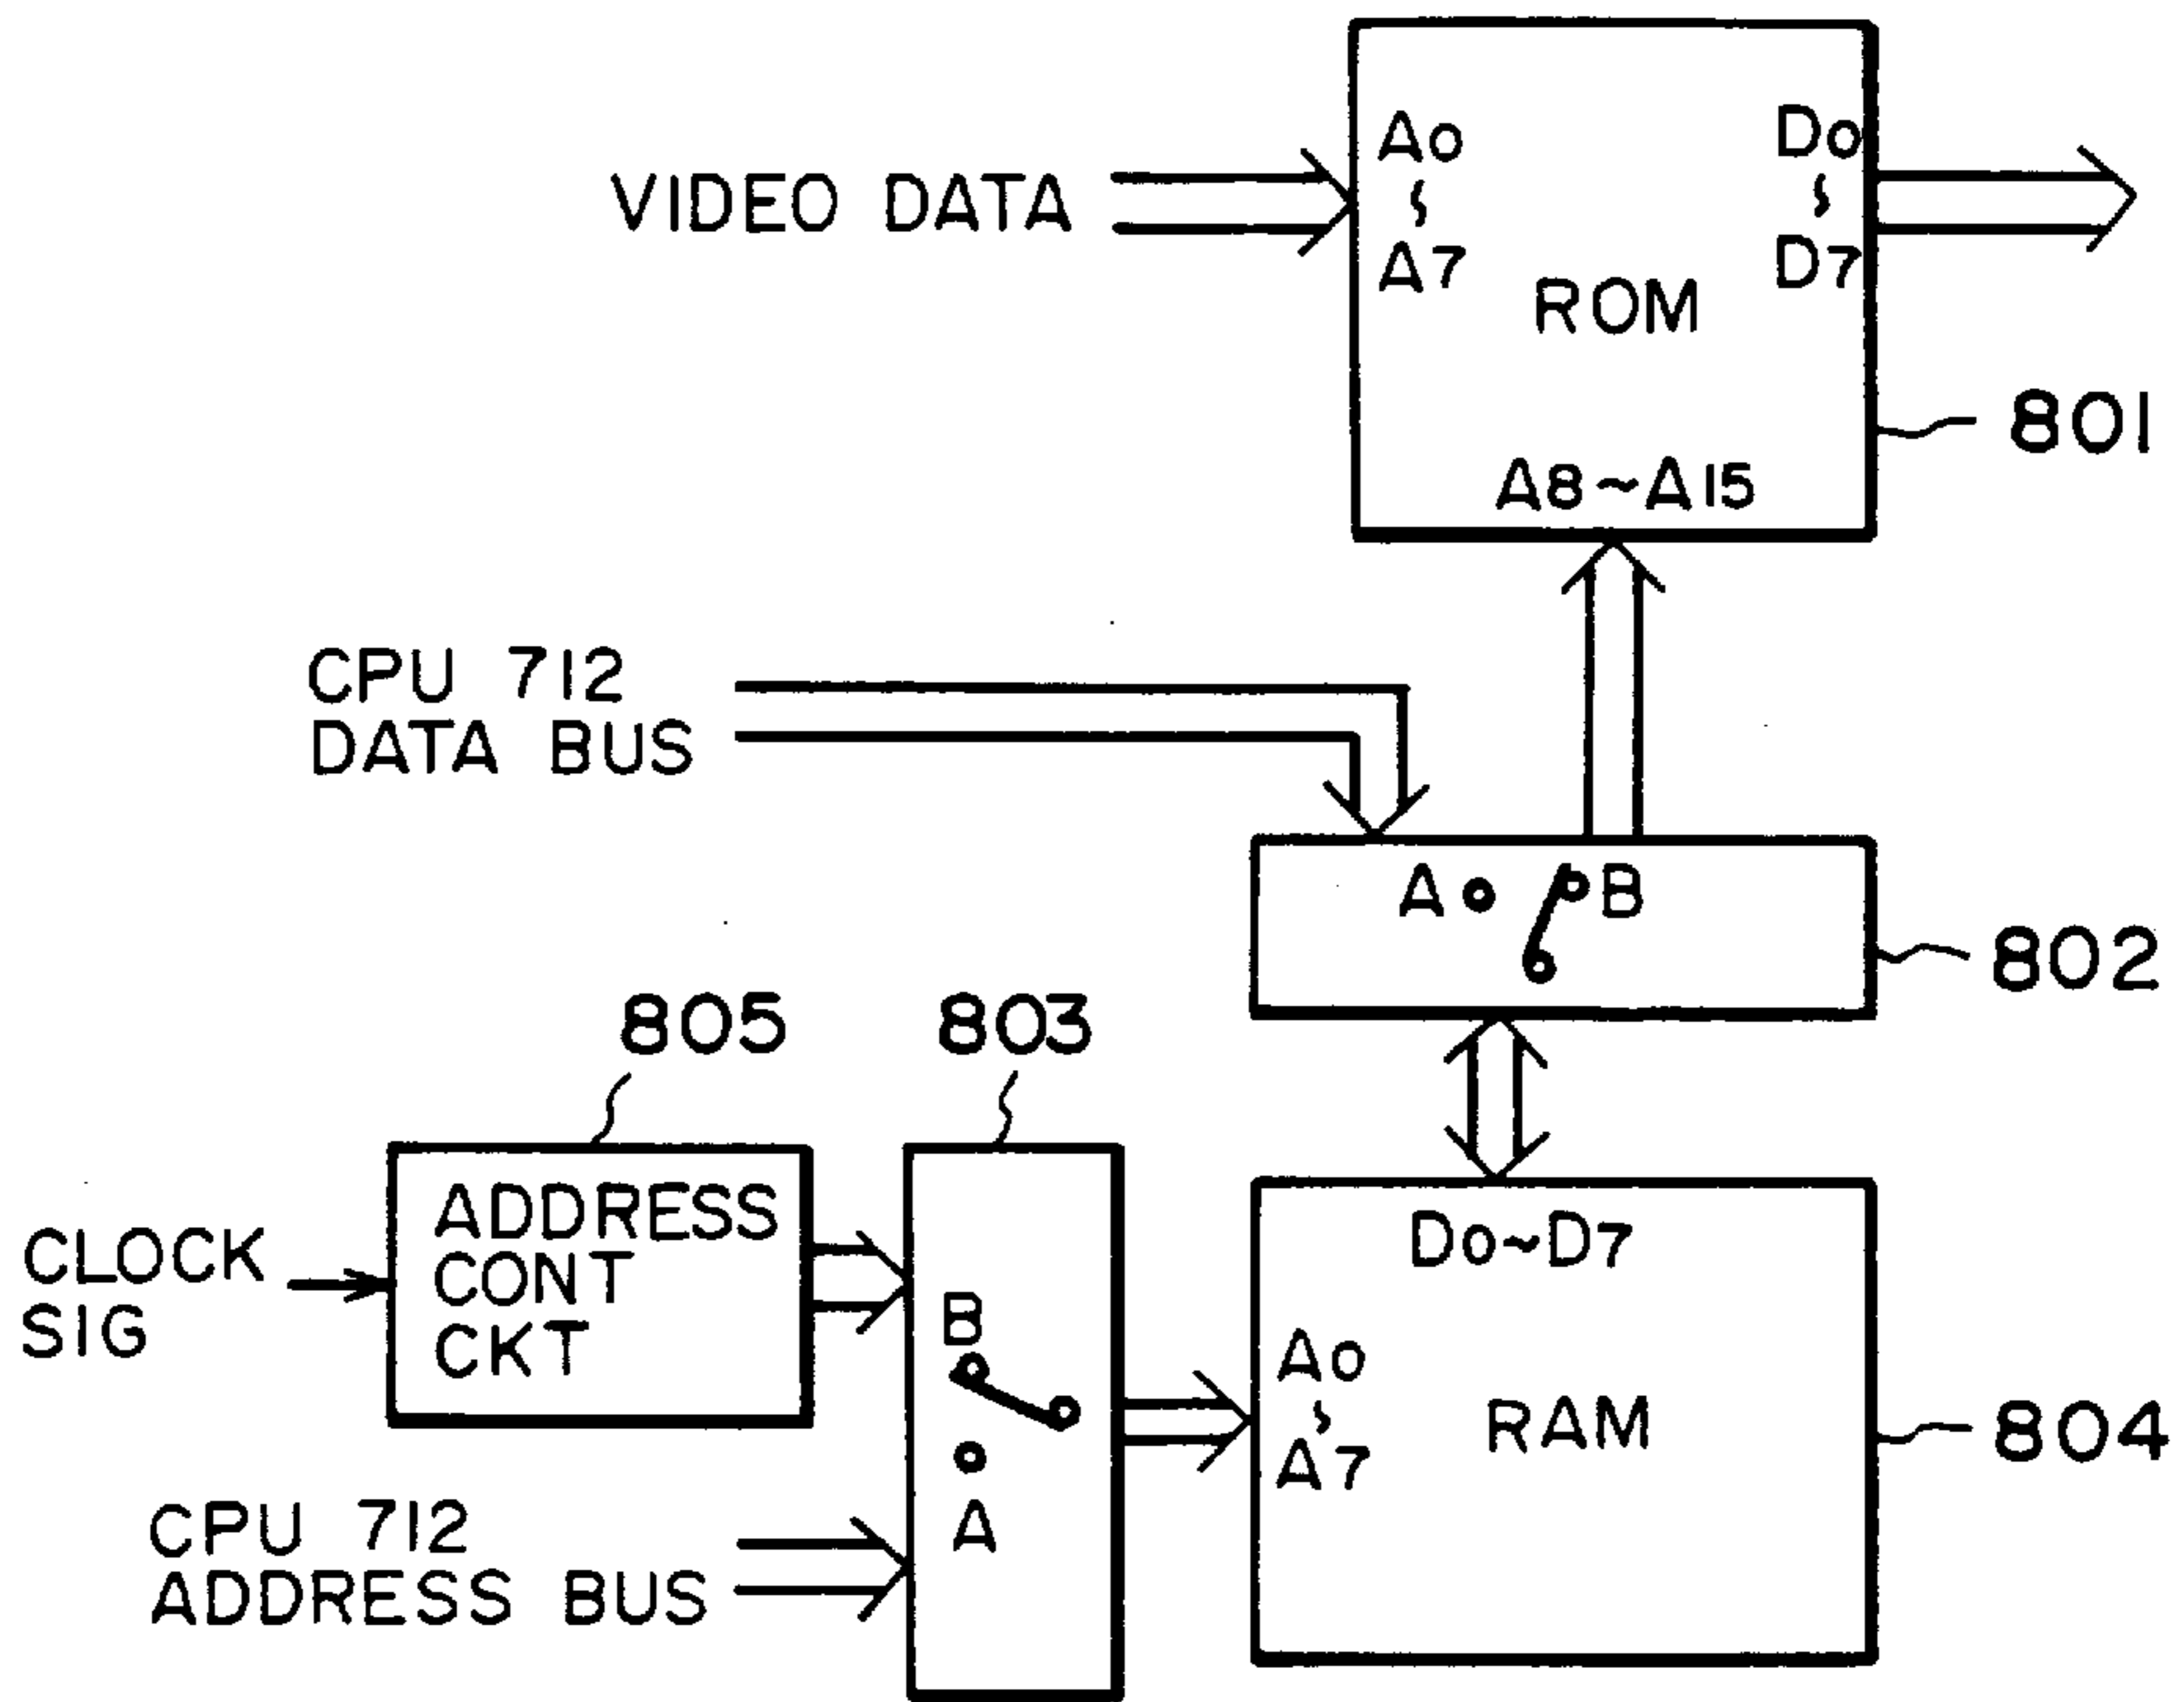 VIDEO DATA
A0
~
A7
D0
~
D7
ROM
A8~A15
801
CPU 712
DATA BUS
A
B
802
805
803
CLOCK
SIG
ADDRESS
CONT
CKT
B
A
D0~D7
A0
~
A7
RAM
804
CPU 712
ADDRESS BUS